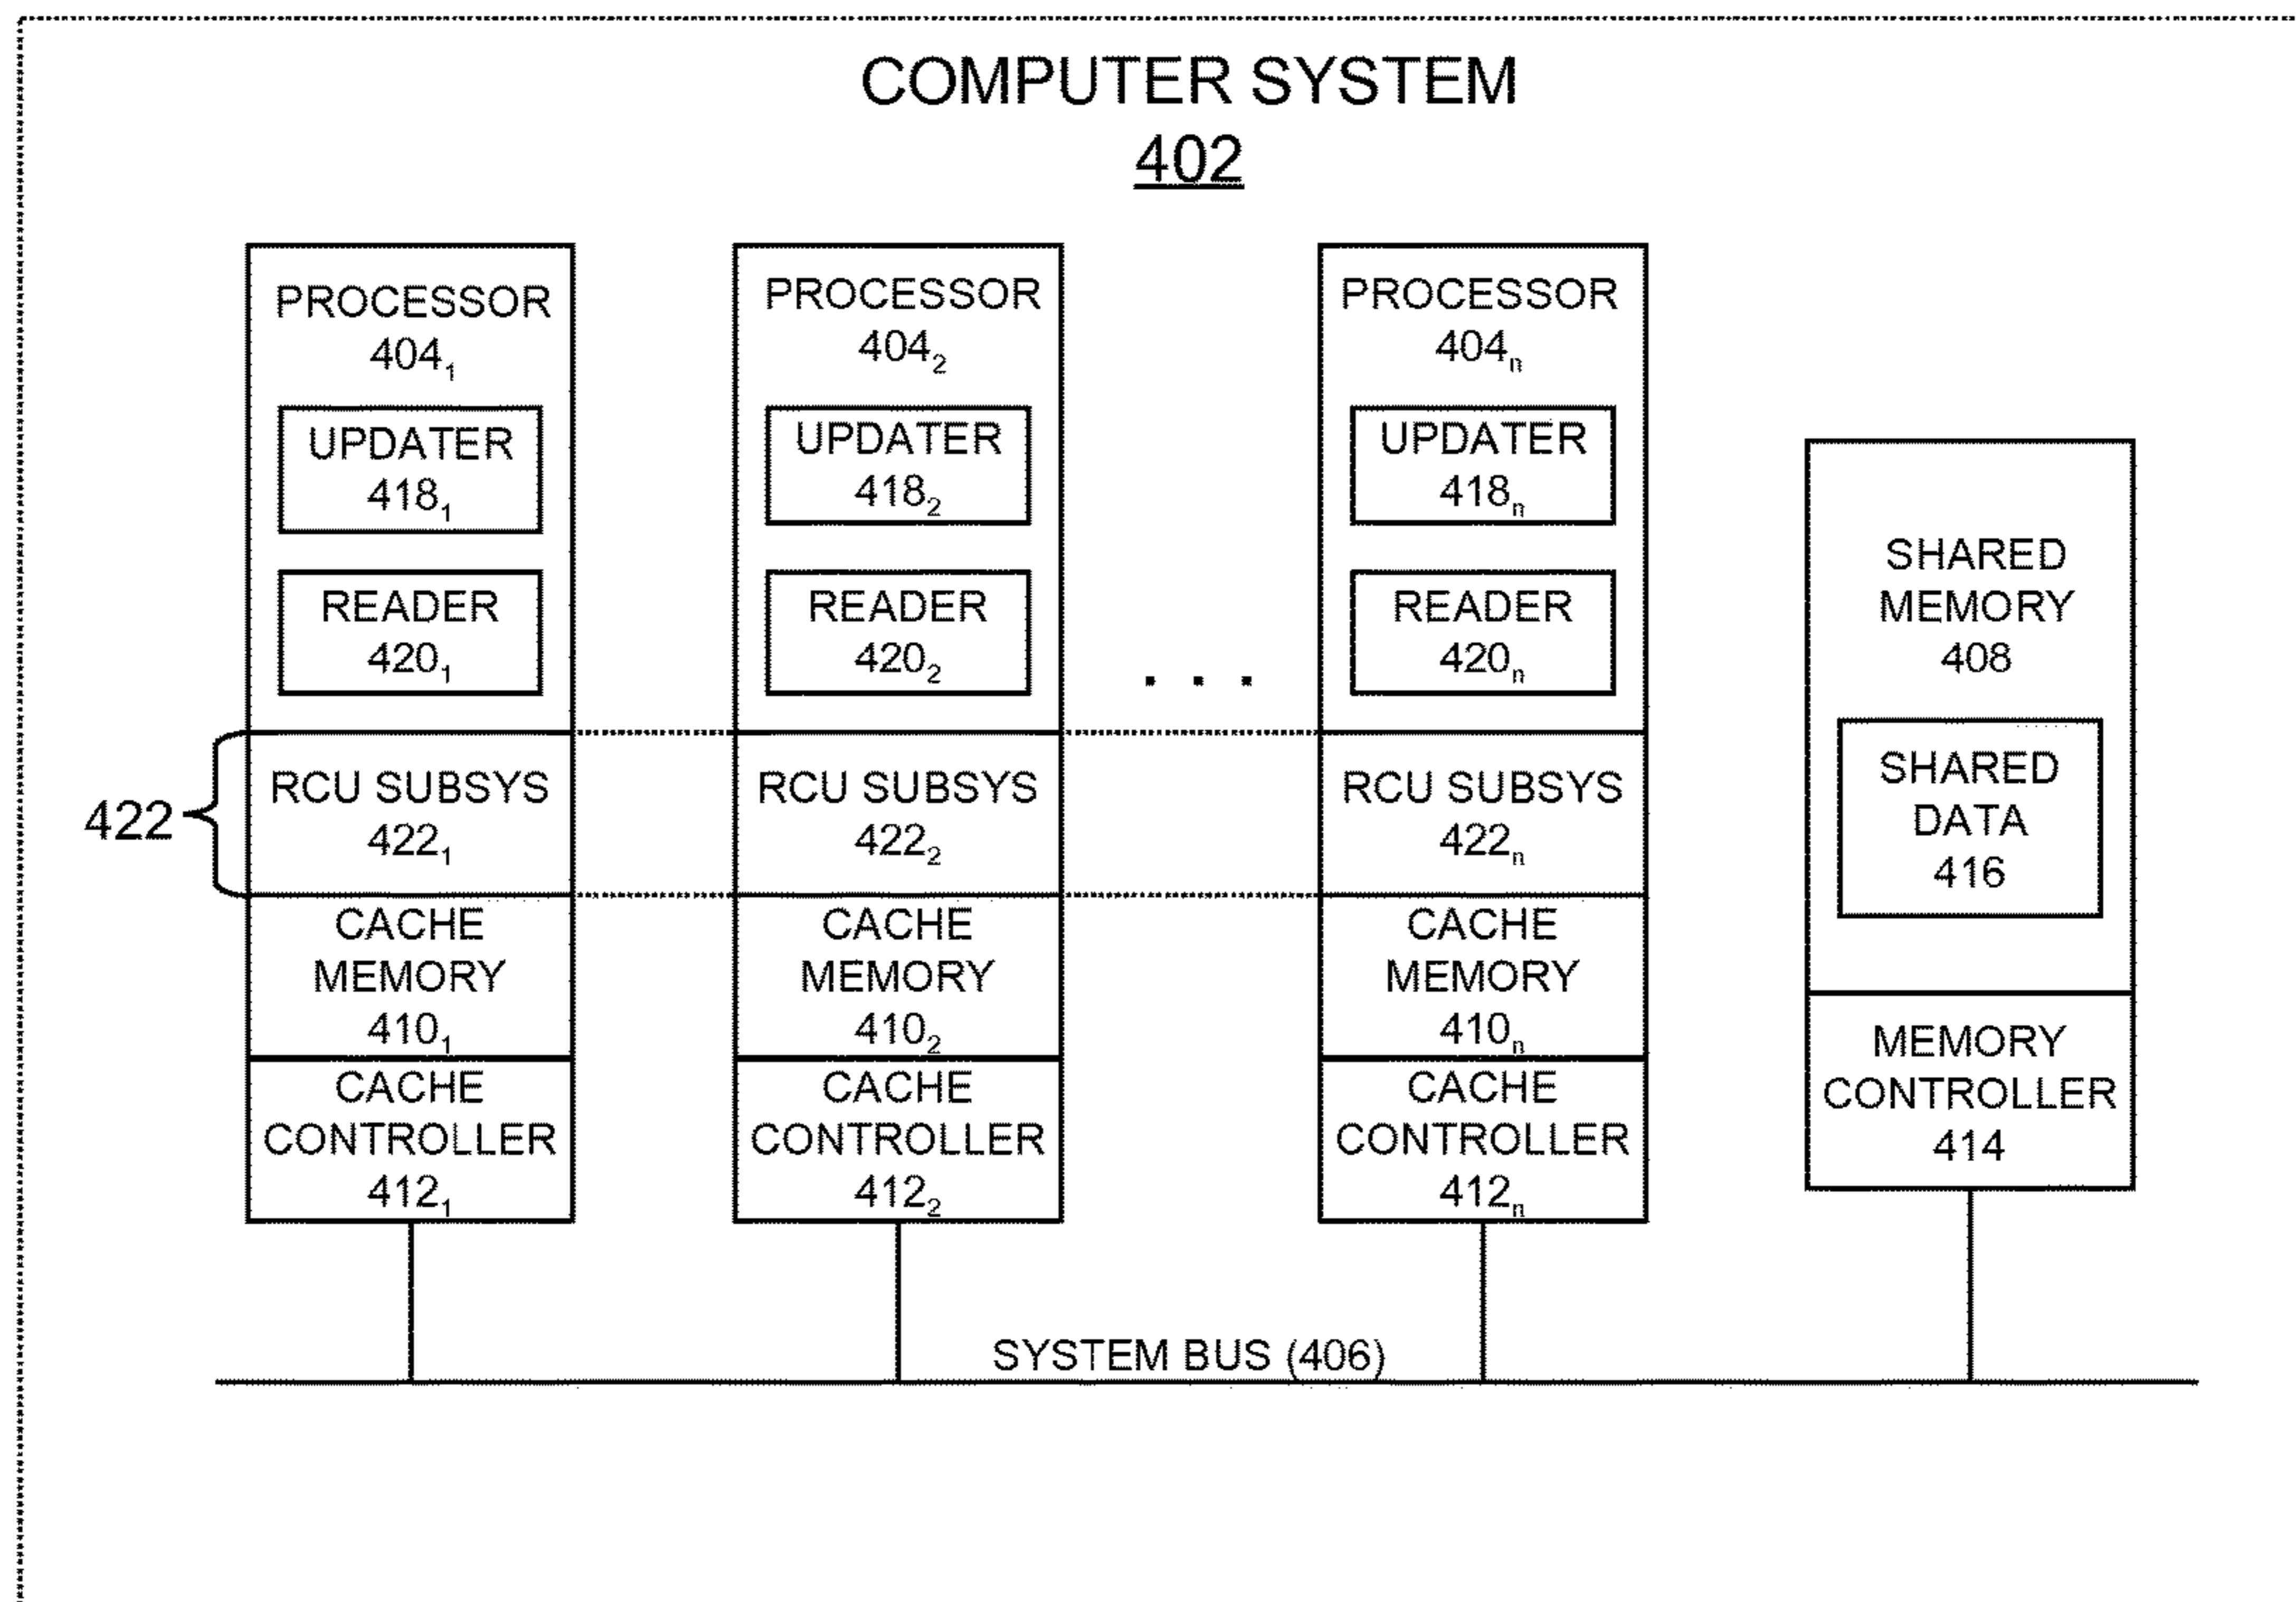 COMPUTER SYSTEM
402
PROCESSOR
404₁
UPDATER
418₁
READER
420₁
RCU SUBSYS
422₁
CACHE
MEMORY
410₁
CACHE
CONTROLLER
412₁
422
PROCESSOR
404₂
UPDATER
418₂
READER
420₂
RCU SUBSYS
422₂
CACHE
MEMORY
410₂
CACHE
CONTROLLER
412₂
. . .
PROCESSOR
404ₙ
UPDATER
418ₙ
READER
420ₙ
RCU SUBSYS
422ₙ
CACHE
MEMORY
410ₙ
CACHE
CONTROLLER
412ₙ
SHARED
MEMORY
408
SHARED
DATA
416
MEMORY
CONTROLLER
414
SYSTEM BUS (406)